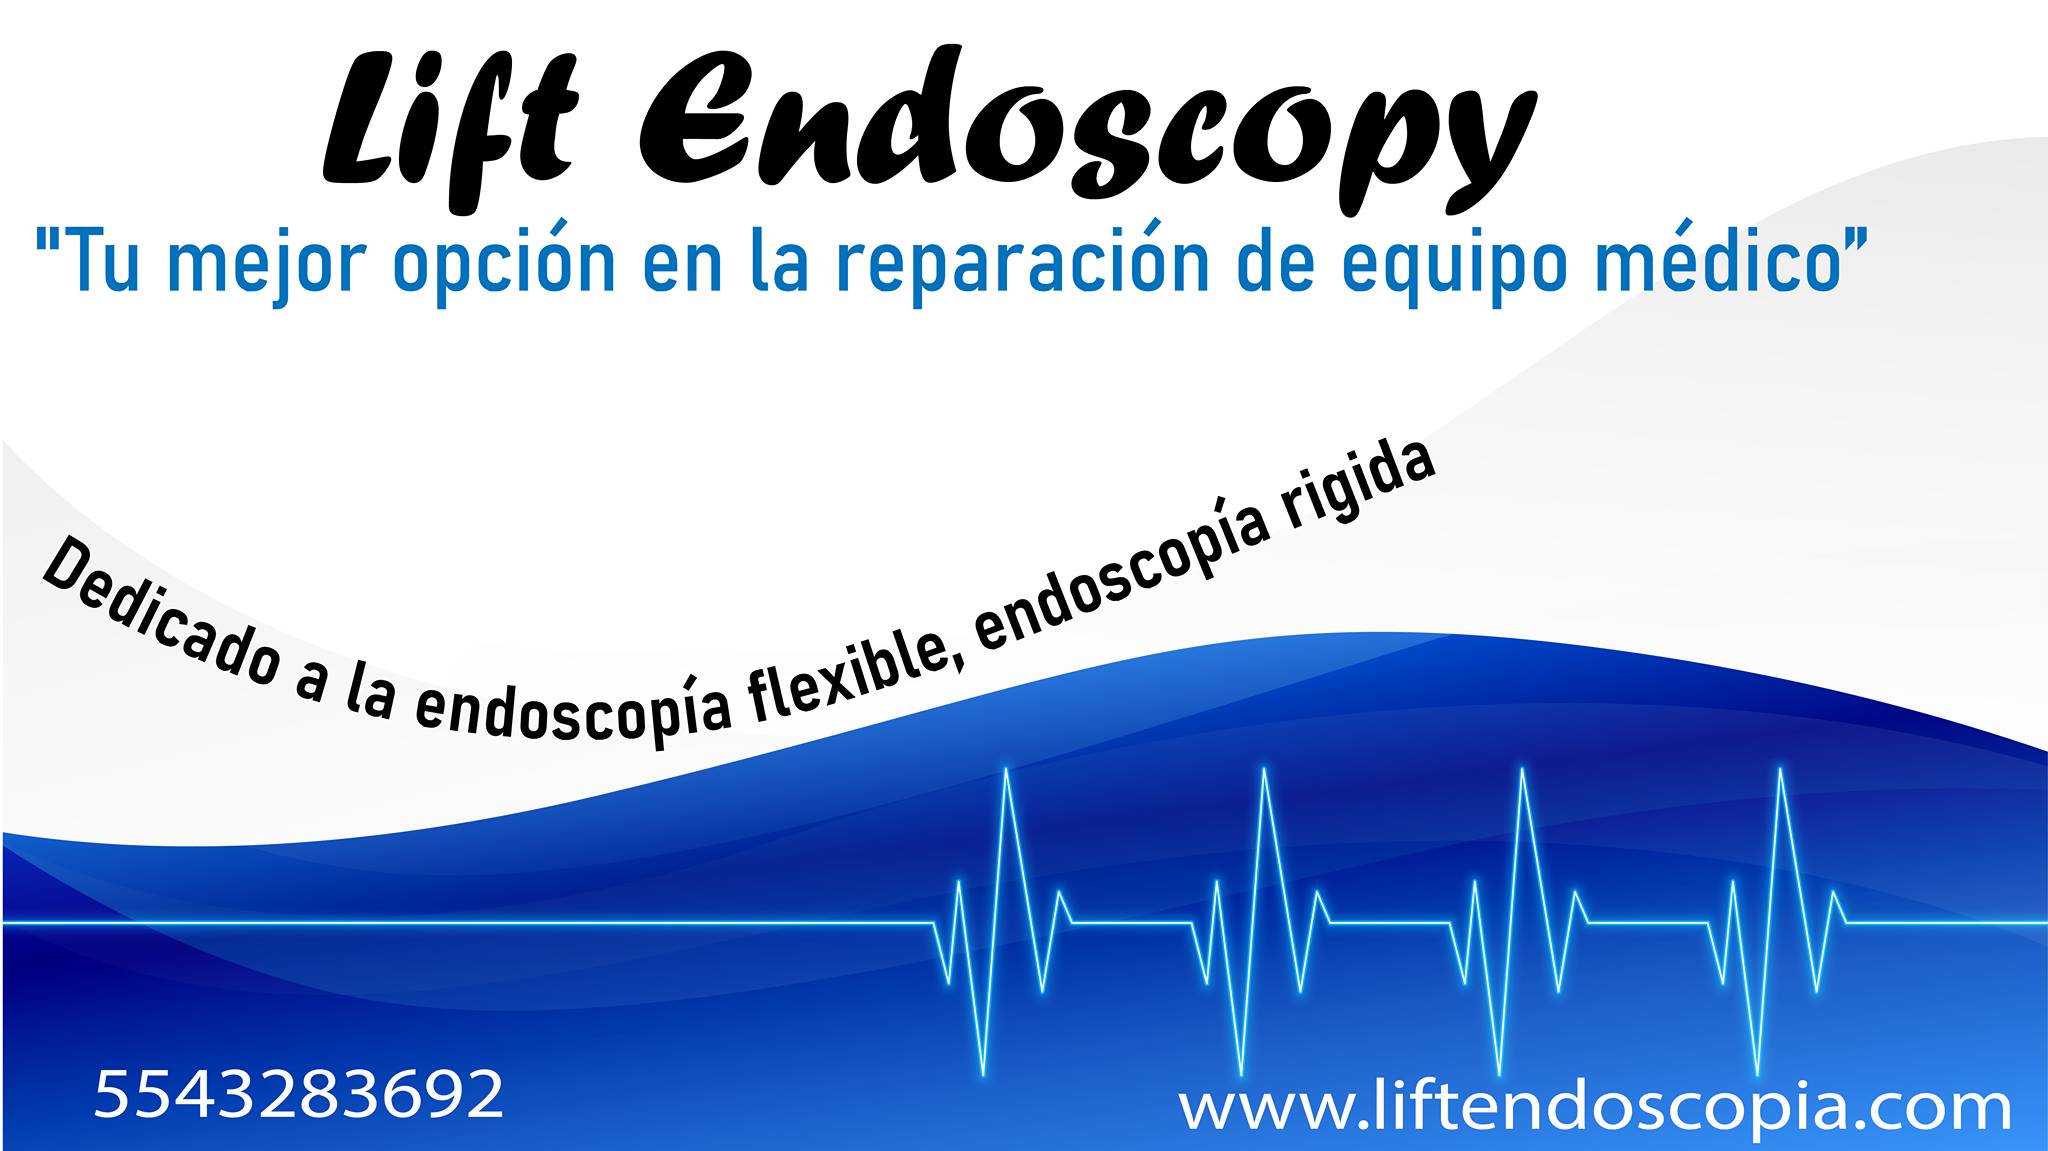 Lift Endoscopy
"Tu mejor opción en la reparación de equipo médico”
Dedicado a la endoscopía flexible, endoscopía rigida
5543283692
www.liftendoscopia.com